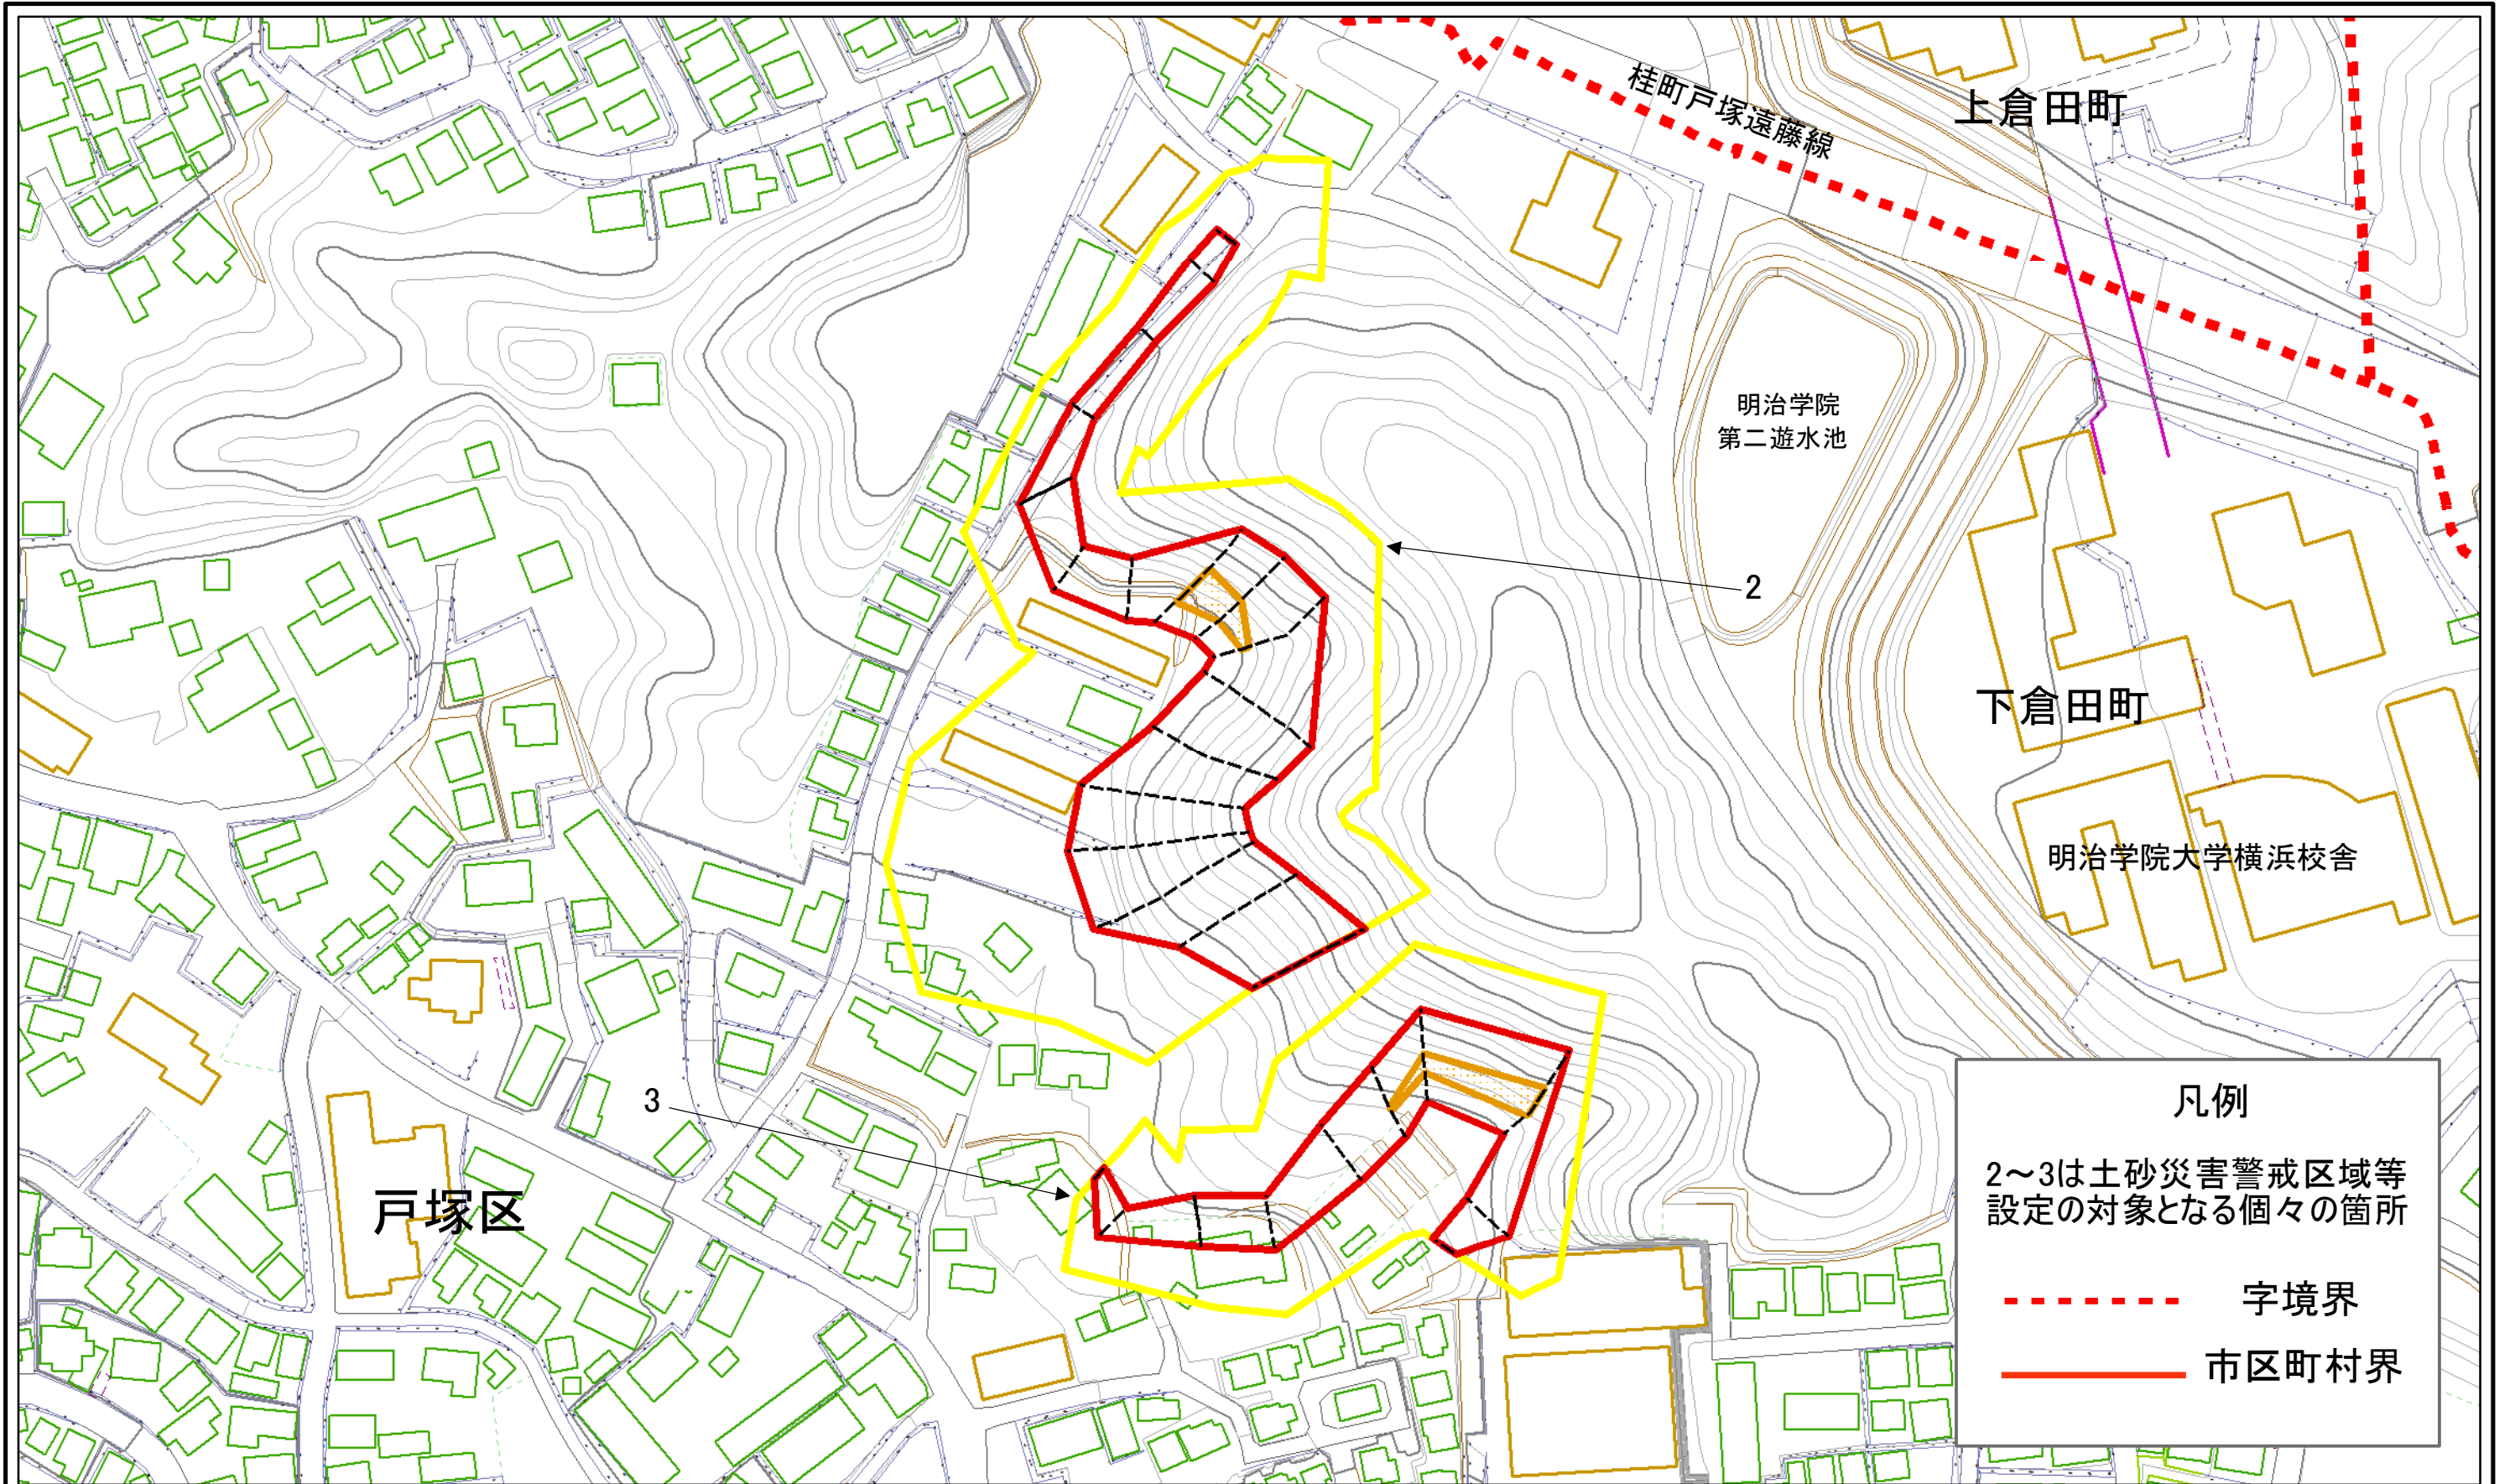 桂町戸塚遠藤線
上倉田町
明治学院
第二遊水池
2
下倉田町
明治学院大学横浜校舎
3
戸塚区
凡例
2～3は土砂災害警戒区域等
設定の対象となる個々の箇所
字境界
市区町村界